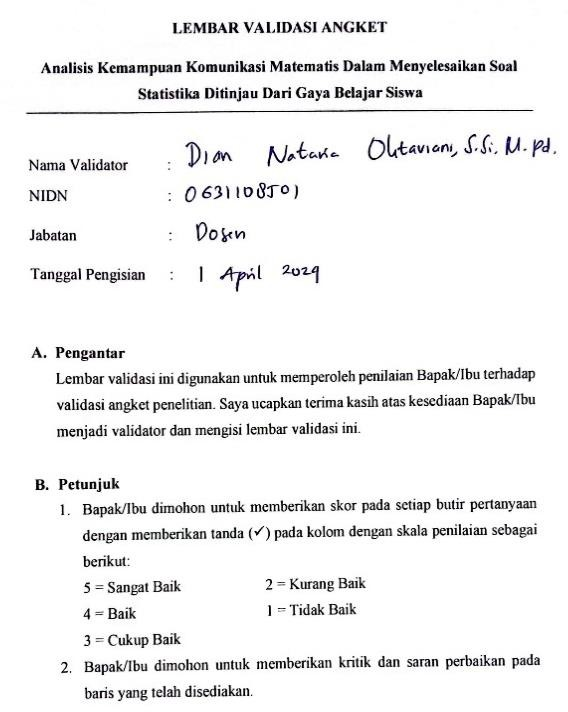 LEMBAR VALIDASI ANGKET
Analisis Kemampuan Komunikasi Matematis Dalam Menyelesaikan Soal
Statistika Ditinjau Dari Gaya Belajar Siswa
Nama Validator : Dian Natana Oktaviani, S.Si, M.Pd.
NIDN : 0631108501
Jabatan : Dosen
Tanggal Pengisian : 1 April 2024
A. Pengantar
Lembar validasi ini digunakan untuk memperoleh penilaian Bapak/Ibu terhadap
validasi angket penelitian. Saya ucapkan terima kasih atas kesediaan Bapak/Ibu
menjadi validator dan mengisi lembar validasi ini.
B. Petunjuk
1. Bapak/Ibu dimohon untuk memberikan skor pada setiap butir pertanyaan
dengan memberikan tanda (✓) pada kolom dengan skala penilaian sebagai
berikut:
5 = Sangat Baik 2 = Kurang Baik
4 = Baik 1 = Tidak Baik
3 = Cukup Baik
2. Bapak/Ibu dimohon untuk memberikan kritik dan saran perbaikan pada
baris yang telah disediakan.